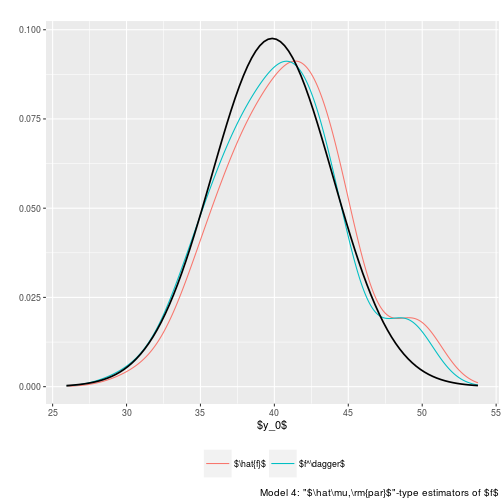 0.100
0.075
0.050
0.025
0.000
25 30 35 40 45 50 55
$y_0$
$\hat{f}$ $f^\dagger$
Model 4: "$\hat\mu,\rm{par}$"-type estimators of $f$